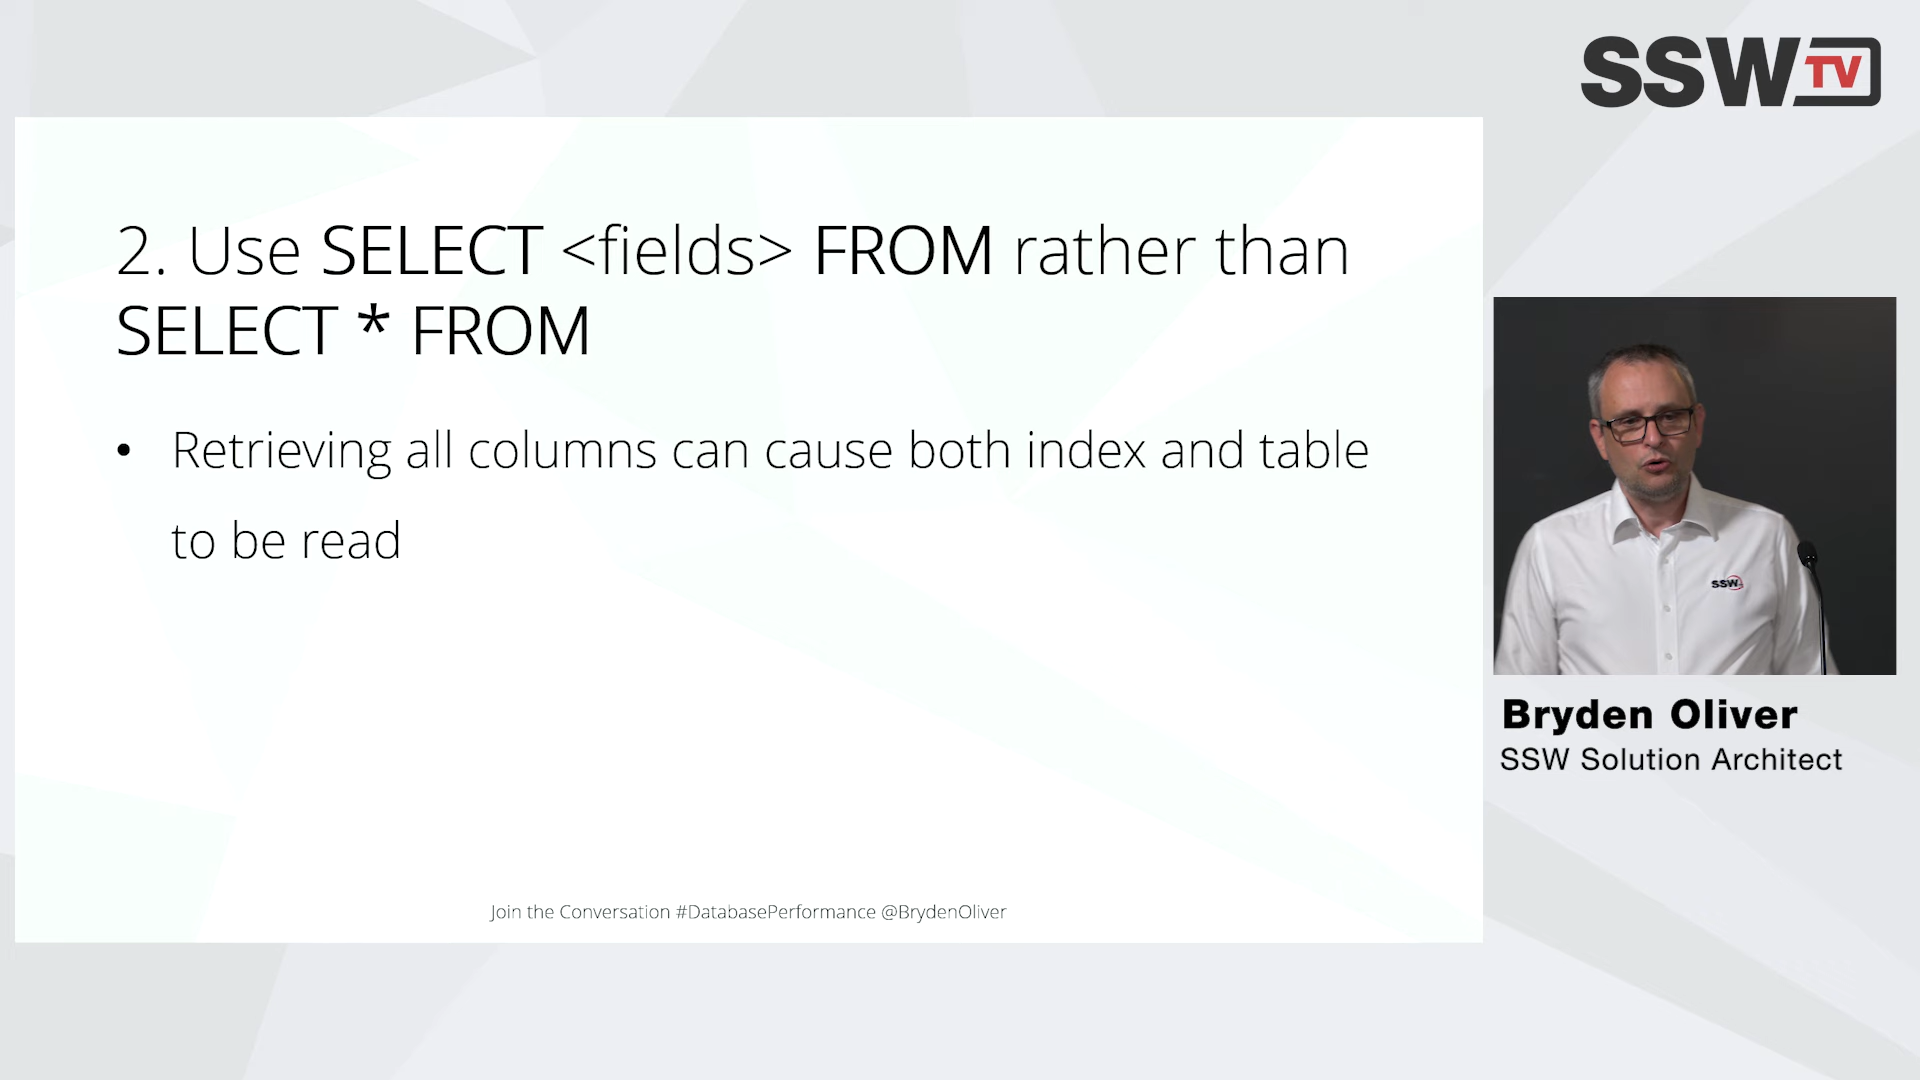 SSW TV
2. Use SELECT <fields> FROM rather than
SELECT * FROM
• Retrieving all columns can cause both index and table
to be read
Join the Conversation #DatabasePerformance @BrydenOliver
SSW
Bryden Oliver
SSW Solution Architect